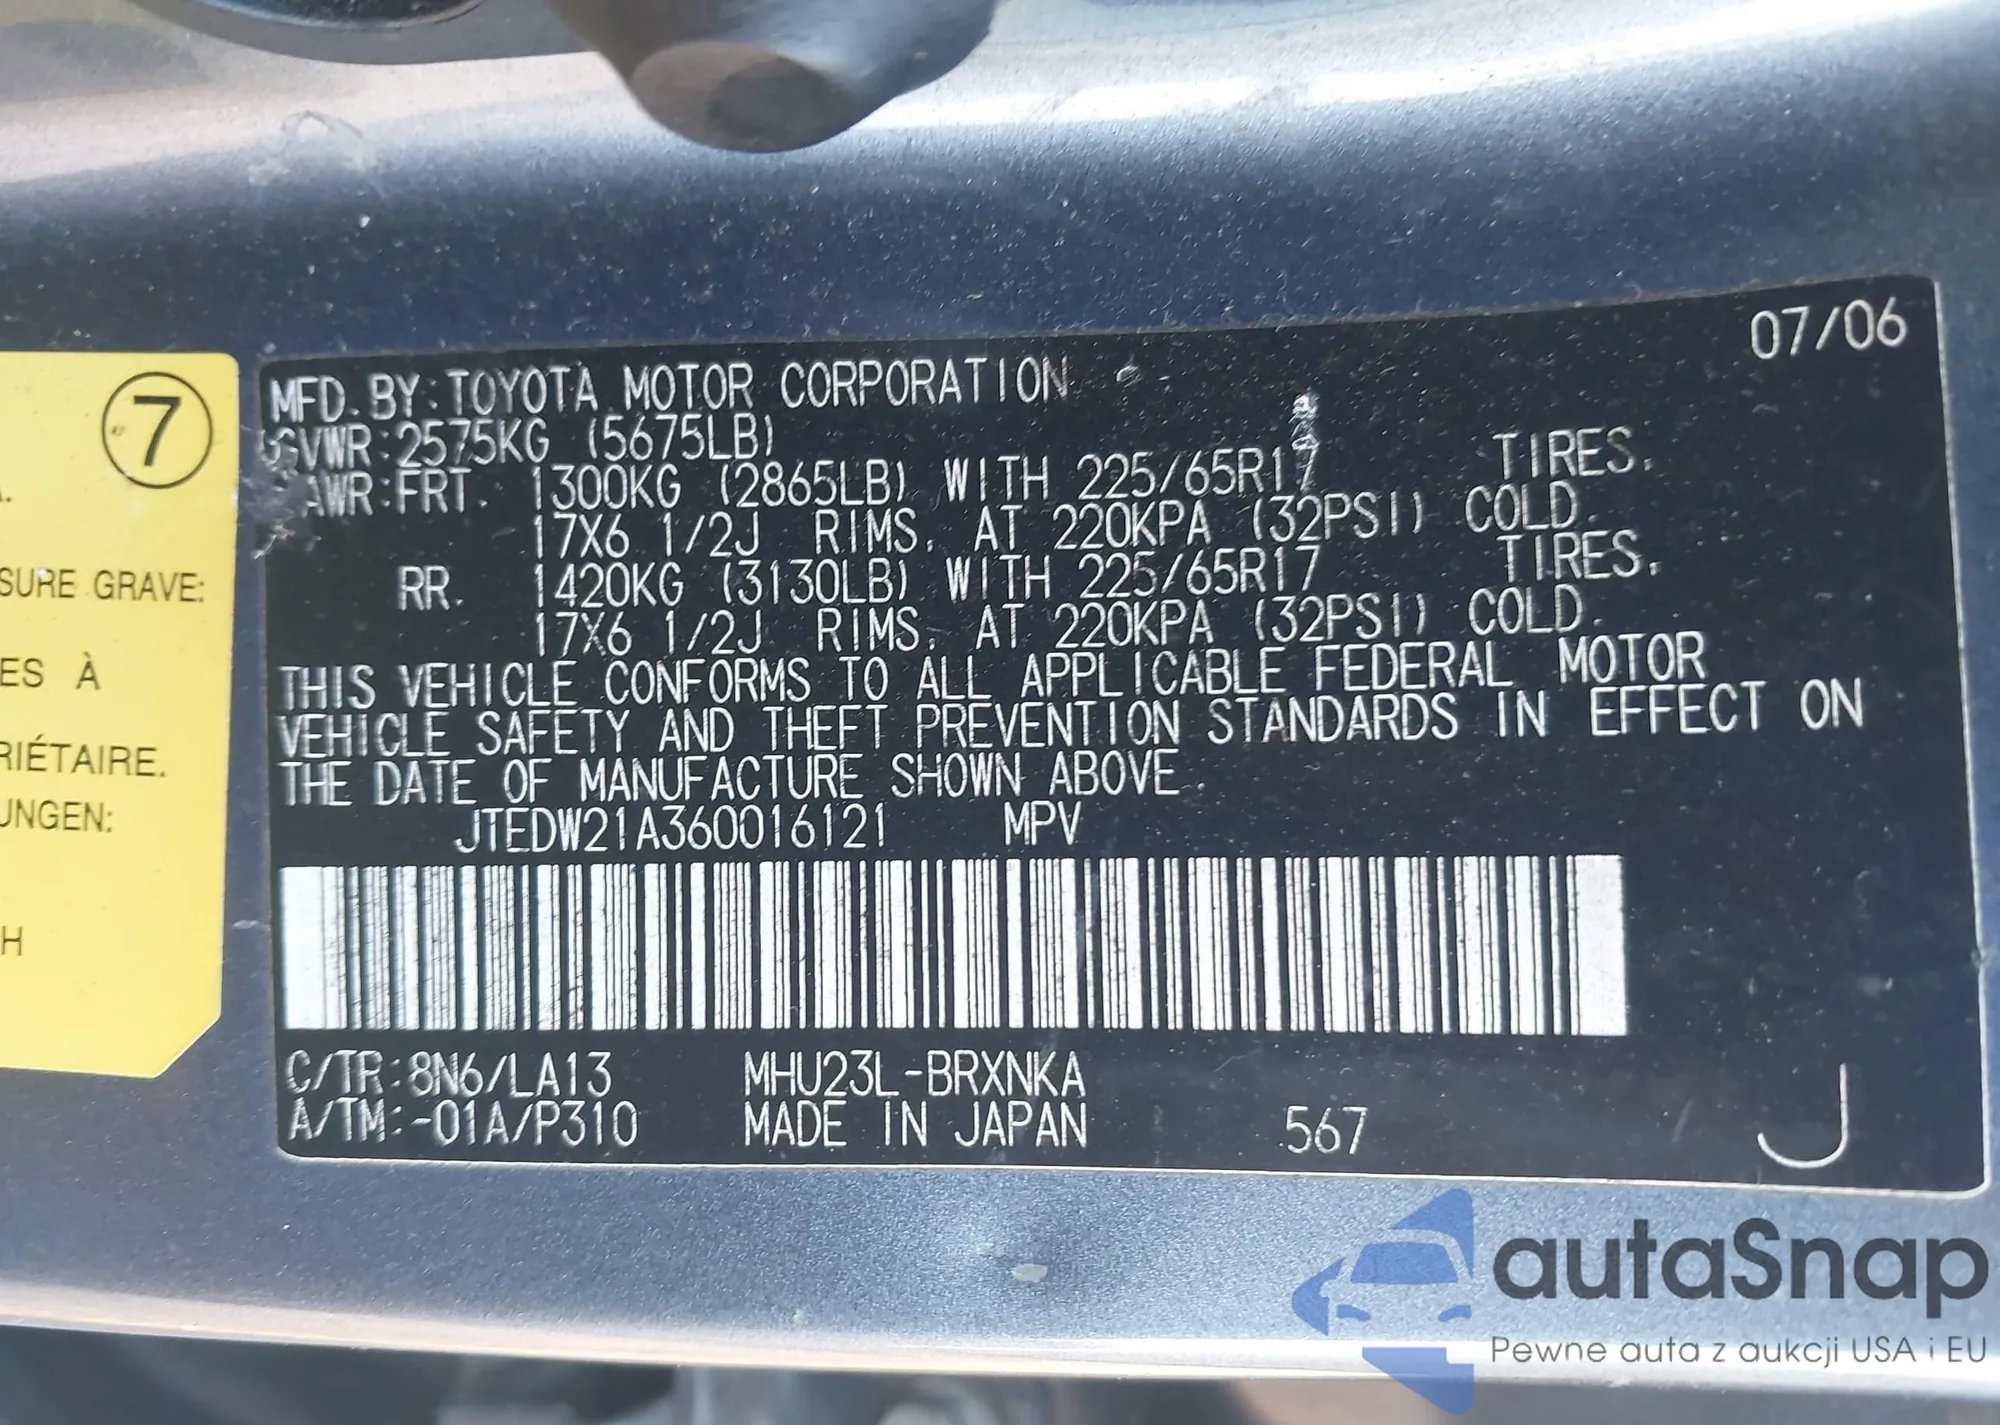 7
A.
SURE GRAVE:
ES À
RIÉTAIRE.
UNGEN:
H
07/06
MFD. BY: TOYOTA MOTOR CORPORATION
GVWR: 2575KG (5675LB)
GAWR: FRT. 1300KG (2865LB) WITH 225/65R17 TIRES.
17X6 1/2J RIMS, AT 220KPA (32PSI) COLD.
RR. 1420KG (3130LB) WITH 225/65R17 TIRES.
17X6 1/2J RIMS, AT 220KPA (32PSI) COLD.
THIS VEHICLE CONFORMS TO ALL APPLICABLE FEDERAL MOTOR
VEHICLE SAFETY AND THEFT PREVENTION STANDARDS IN EFFECT ON
THE DATE OF MANUFACTURE SHOWN ABOVE.
JTEDW21A360016121 MPV
C/TR: 8N6/LA13 MHU23L-BRXNKA
A/TM: -01A/P310 MADE IN JAPAN 567 J
autaSnap
Pewne auta z aukcji USA i EU